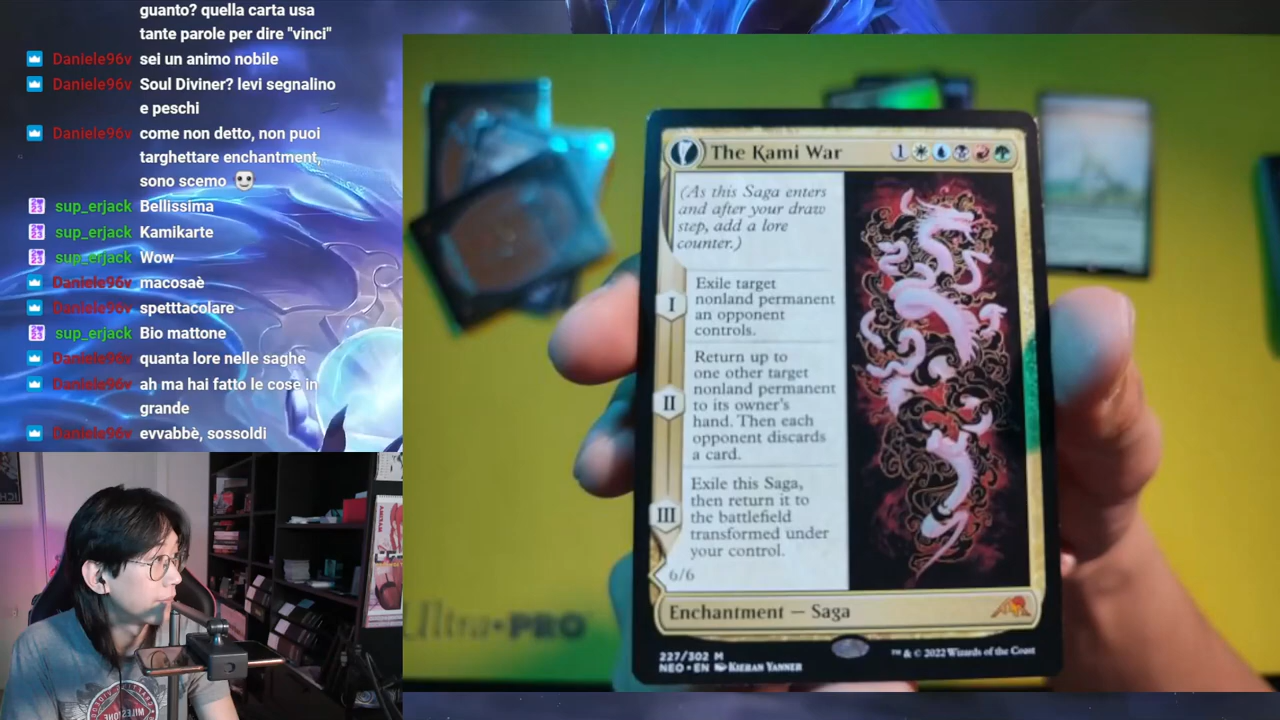 guanto? quella carta usa
tante parole per dire "vinci"
Daniele96v sei un animo nobile
Daniele96v Soul Diviner? levi segnalino
e peschi
Daniele96v come non detto, non puoi
targhettare enchantment,
sono scemo
sup_erjack Bellissima
sup_erjack Kamikarte
sup_erjack Wow
Daniele96v macosaè
Daniele96v spetttacolare
sup_erjack Bio mattone
Daniele96v quanta lore nelle saghe
Daniele96v ah ma hai fatto le cose in
grande
Daniele96v evvabbè, sossoldi
The Kami War 1
(As this Saga enters
and after your draw
step, add a lore
counter.)
I
Exile target
nonland permanent
an opponent
controls.
II
Return up to
one other target
nonland permanent
to its owner's
hand. Then each
opponent discards
a card.
III
Exile this Saga,
then return it to
the battlefield
transformed under
your control.
6/6
Enchantment — Saga
227/302 M
NEO • EN KIERAN YANNER
™ & © 2022 Wizards of the Coast
Ultra•PRO